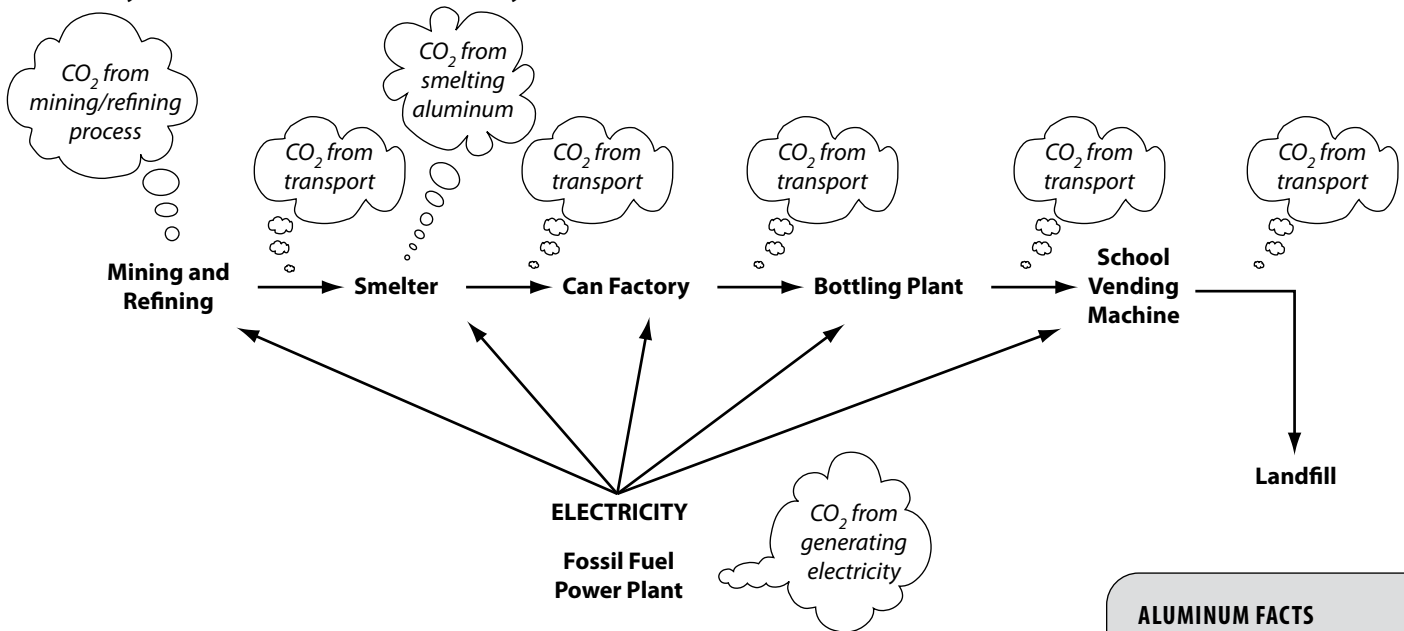 CO2 from
mining/refining
process
CO2 from
transport
CO2 from
smelting
aluminum
CO2 from
transport
CO2 from
transport
CO2 from
transport
CO2 from
transport
Mining and
Refining
Smelter
Can Factory
Bottling Plant
School
Vending
Machine
Landfill
ELECTRICITY
Fossil Fuel
Power Plant
CO2 from
generating
electricity
ALUMINUM FACTS